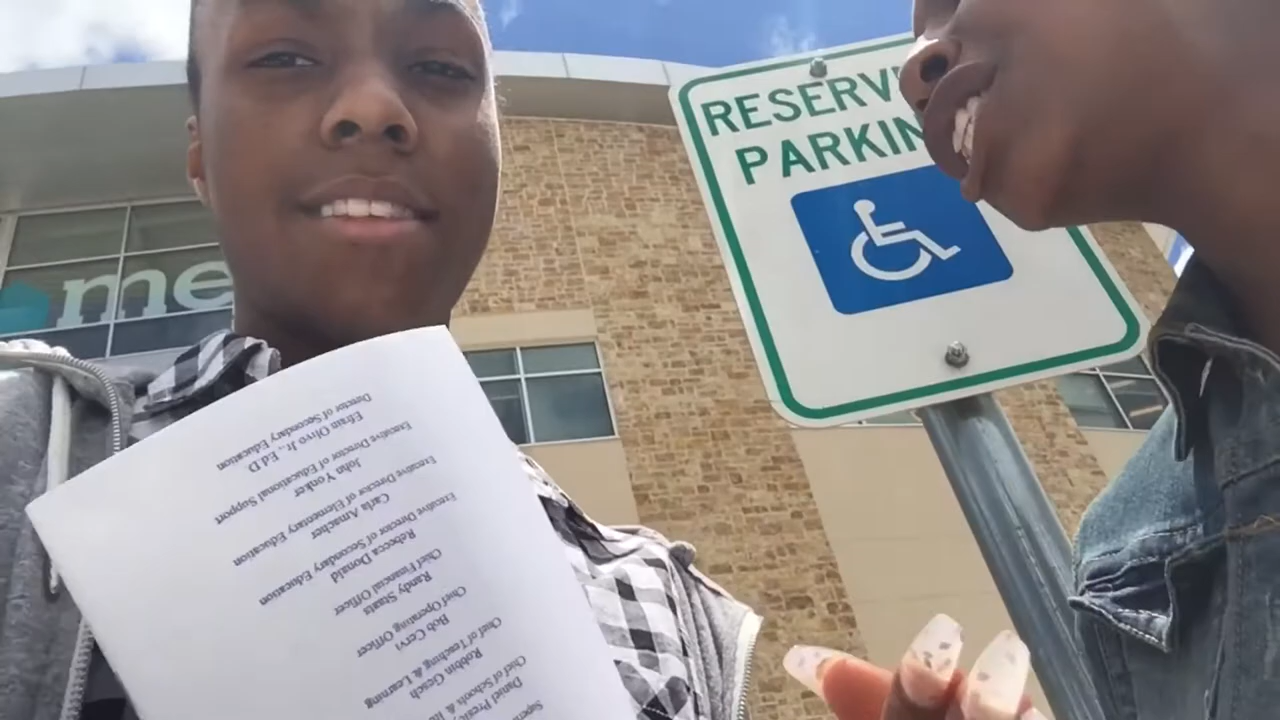 RESERV
PARKIN
me
Daniel
Chief of Schools &
Robbin Gesch
Chief of Teaching & Learning
Bob Cervi
Chief Operating Officer
Randy Staats
Chief Financial Officer
Rebecca Donald
Executive Director of Secondary Education
Carla Amacher
Executive Director of Elementary Education
John Yonker
Executive Director of Educational Support
Efrain Olivo Jr., Ed.D
Director of Secondary Education